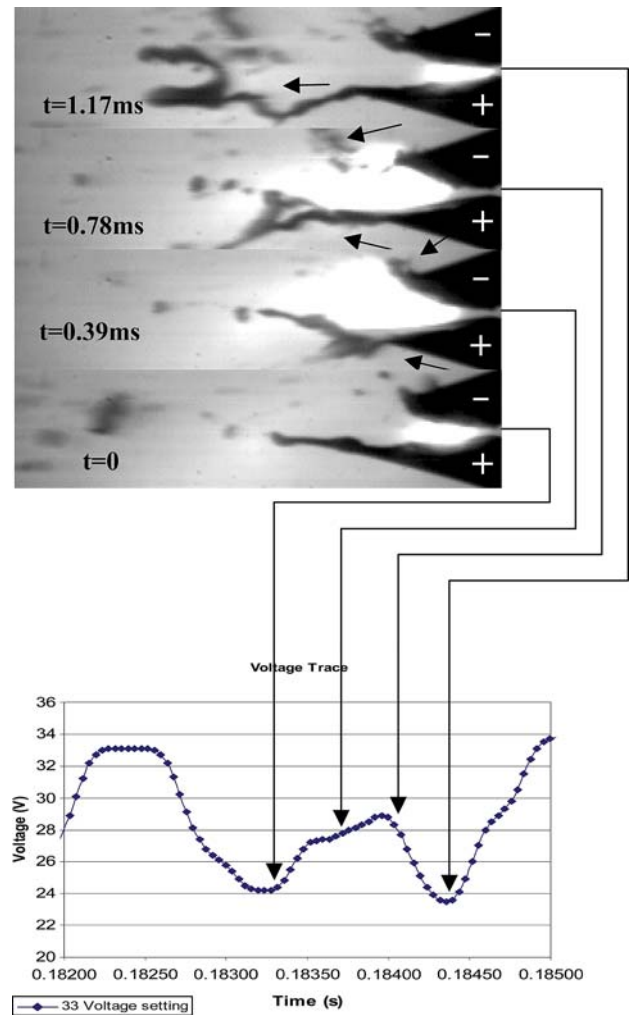 −
t=1.17ms
+
−
t=0.78ms
+
−
t=0.39ms
+
−
t=0
+
Voltage Trace
36
34
32
30
28
26
24
22
20
Voltage (V)
0.18200 0.18250 0.18300 0.18350 0.18400 0.18450 0.18500
Time (s)
33 Voltage setting